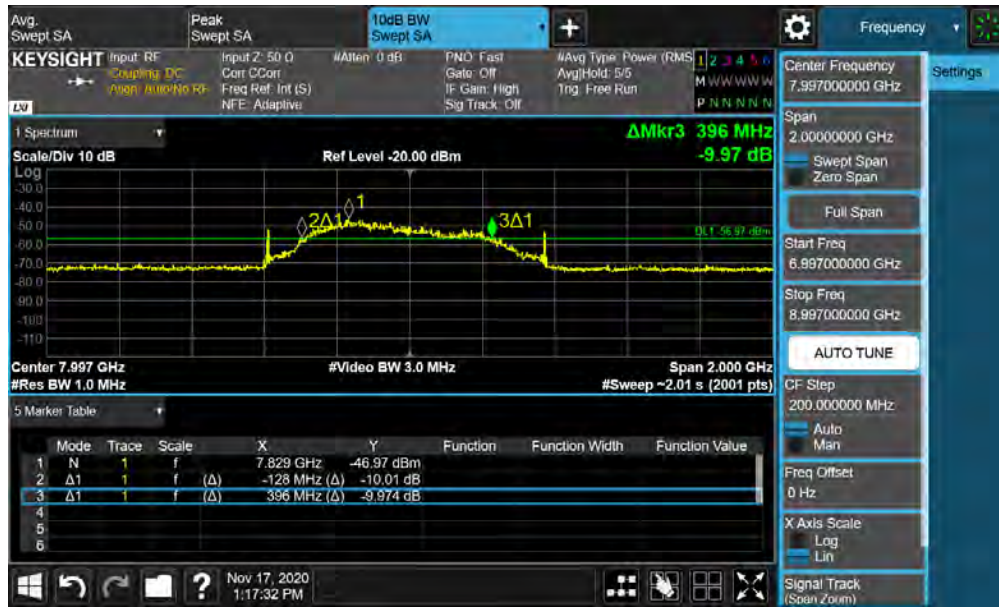 Avg.
Swept SA
Peak
Swept SA
10dB BW
Swept SA
+
Frequency
KEYSIGHT
Input: RF
Coupling: DC
Align: Auto/No RF
Input Z: 50 Ω
Corr CCorr
Freq Ref: Int (S)
NFE: Adaptive
#Atten: 0 dB
PNO: Fast
Gate: Off
IF Gain: High
Sig Track: Off
#Avg Type: Power (RMS
Avg|Hold: 5/5
Trig: Free Run
1 2 3 4 5 6
M W W W W W
P N N N N N
LXI
1 Spectrum
ΔMkr3 396 MHz
-9.97 dB
Scale/Div 10 dB
Ref Level -20.00 dBm
Log
-30.0
-40.0
-50.0
-60.0
-70.0
-80.0
-90.0
-100
-110
2Δ1
1
3Δ1
DL1 -56.97 dBm
Center 7.997 GHz
#Video BW 3.0 MHz
Span 2.000 GHz
#Res BW 1.0 MHz
#Sweep ~2.01 s (2001 pts)
5 Marker Table
Mode Trace Scale X Y Function Function Width Function Value
1 N 1 f 7.829 GHz -46.97 dBm
2 Δ1 1 f (Δ) -128 MHz (Δ) -10.01 dB
3 Δ1 1 f (Δ) 396 MHz (Δ) -9.974 dB
4
5
6
?
Nov 17, 2020
1:17:32 PM
Center Frequency
7.997000000 GHz
Settings
Span
2.00000000 GHz
Swept Span
Zero Span
Full Span
Start Freq
6.997000000 GHz
Stop Freq
8.997000000 GHz
AUTO TUNE
CF Step
200.000000 MHz
Auto
Man
Freq Offset
0 Hz
X Axis Scale
Log
Lin
Signal Track
(Span Zoom)